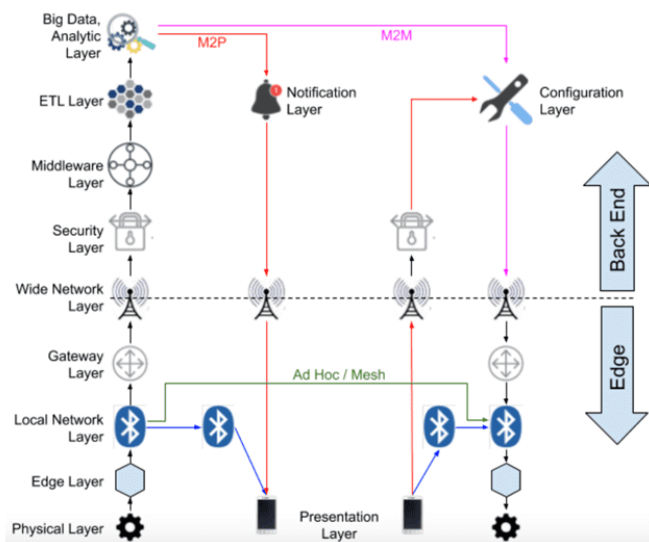 Big Data,
Analytic
Layer
M2P
M2M
ETL Layer
Notification
Layer
Configuration
Layer
Middleware
Layer
Security
Layer
Back End
Wide Network
Layer
Gateway
Layer
Ad Hoc / Mesh
Edge
Local Network
Layer
Edge Layer
Physical Layer
Presentation
Layer